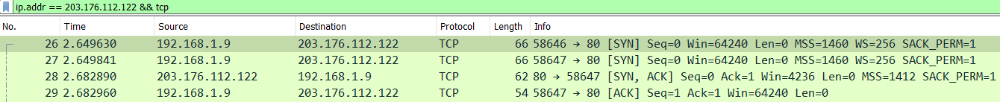 ip.addr == 203.176.112.122 && tcp
No. Time Source Destination Protocol Length Info
26 2.649630 192.168.1.9 203.176.112.122 TCP 66 58646 → 80 [SYN] Seq=0 Win=64240 Len=0 MSS=1460 WS=256 SACK_PERM=1
27 2.649841 192.168.1.9 203.176.112.122 TCP 66 58647 → 80 [SYN] Seq=0 Win=64240 Len=0 MSS=1460 WS=256 SACK_PERM=1
28 2.682890 203.176.112.122 192.168.1.9 TCP 62 80 → 58647 [SYN, ACK] Seq=0 Ack=1 Win=4236 Len=0 MSS=1412 SACK_PERM=1
29 2.682960 192.168.1.9 203.176.112.122 TCP 54 58647 → 80 [ACK] Seq=1 Ack=1 Win=64240 Len=0